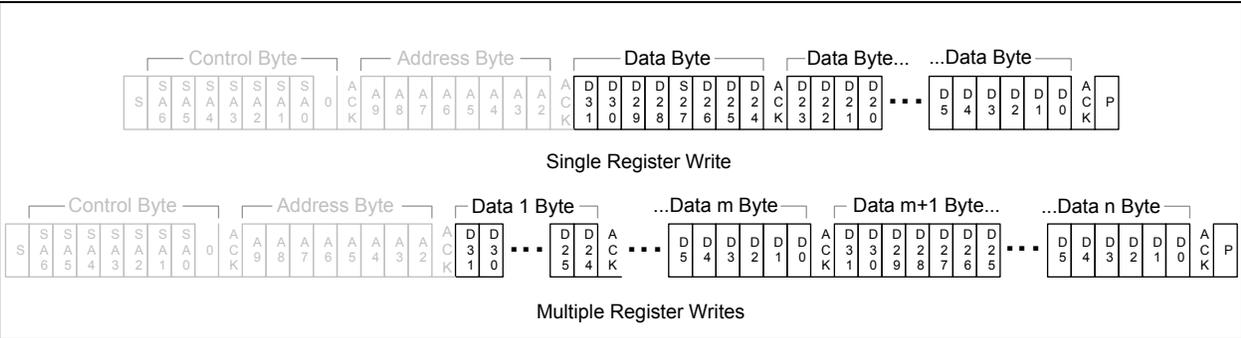 Control Byte Address Byte Data Byte Data Byte... ...Data Byte
S SA6 SA5 SA4 SA3 SA2 SA1 SA0 0 ACK A9 A8 A7 A6 A5 A4 A3 A2 ACK D31 D30 D29 D28 S27 D26 D25 D24 ACK D23 D22 D21 D20 ... D5 D4 D3 D2 D1 D0 ACK P
Single Register Write
Control Byte Address Byte Data 1 Byte ...Data m Byte Data m+1 Byte... ...Data n Byte
S SA6 SA5 SA4 SA3 SA2 SA1 SA0 0 ACK A9 A8 A7 A6 A5 A4 A3 A2 ACK D31 D30 ... D25 D24 ACK ... D5 D4 D3 D2 D1 D0 ACK D31 D30 D29 D28 D27 D26 D25 ... D5 D4 D3 D2 D1 D0 ACK P
Multiple Register Writes